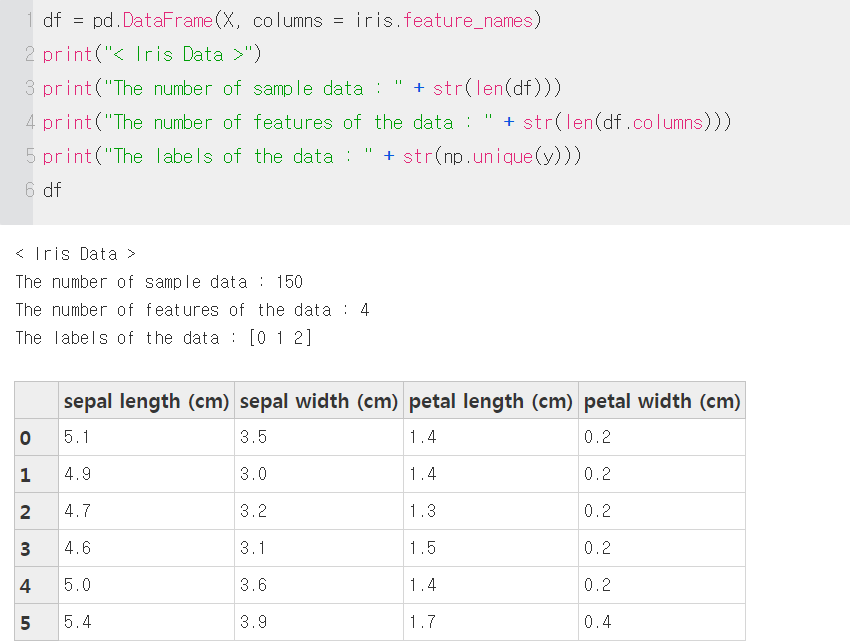 1 df = pd.DataFrame(X, columns = iris.feature_names)
2 print("< Iris Data >")
3 print("The number of sample data : " + str(len(df)))
4 print("The number of features of the data : " + str(len(df.columns)))
5 print("The labels of the data : " + str(np.unique(y)))
6 df
< Iris Data >
The number of sample data : 150
The number of features of the data : 4
The labels of the data : [0 1 2]
sepal length (cm) sepal width (cm) petal length (cm) petal width (cm)
0 5.1 3.5 1.4 0.2
1 4.9 3.0 1.4 0.2
2 4.7 3.2 1.3 0.2
3 4.6 3.1 1.5 0.2
4 5.0 3.6 1.4 0.2
5 5.4 3.9 1.7 0.4